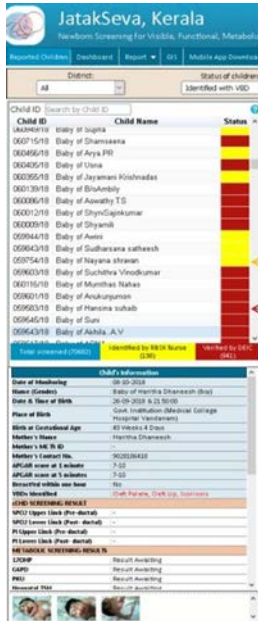 JatakSeva, Kerala
Newborn Screening for Visible, Functional, Metabolic
Reported Children Dashboard Report GIS Mobile App Download
District: Status of children
All Identified with VBD
Child ID Search by Child ID
Child ID Child Name Status
060949/18 Baby of Sujina
060715/18 Baby of Shamseena
060456/18 Baby of Arya PR
060405/18 Baby of Usna
060355/18 Baby of Jayamani Krishnadas
060139/18 Baby of B/oAmbily
060086/18 Baby of Aswathy T S
060012/18 Baby of ShyniSajinkumar
060009/18 Baby of Shyamili
059944/18 Baby of Awini
059843/18 Baby of Sudharsana satheesh
059754/18 Baby of Nayana shravan
059603/18 Baby of Suchithra Vinodkumar
060116/18 Baby of Mumthas Nahas
059601/18 Baby of Anukunjumon
059583/18 Baby of Hansina suhaib
059545/18 Baby of Suni
059543/18 Baby of Akhila..A.V
Total screened (70682) Identified by RBSK Nurse Verified by DEIC
(130) (941)
Child's Information
Date of Monitoring 08-10-2018
Name (Gender) Baby of Haritha Dhaneesh (Boy)
Date & Time of Birth 26-09-2018 & 21:50:00
Place of Birth Govt. Institution (Medical College
Hospital Vandanam)
Birth at Gestational Age 40 Weeks 4 Days
Mother's Name Haritha Dhaneesh
Mother's MCTS ID -
Mother's Contact No. 9020106410
APGAR score at 1 minute 7-10
APGAR score at 5 minutes 7-10
Breastfed within one hour No
VBDs Identified Cleft Palate, Cleft Lip,
cCHD SCREENING RESULT
SPO2 Upper Limb (Pre-ductal) -
SPO2 Lower Limb (Post-ductal) -
PI Upper Limb (Pre-ductal) -
PI Lower Limb (Post-ductal) -
METABOLIC SCREENING RESULTS
17OHP Result Awaiting
G6PD Result Awaiting
PKU Result Awaiting
Neonatal TSH Result Awaiting